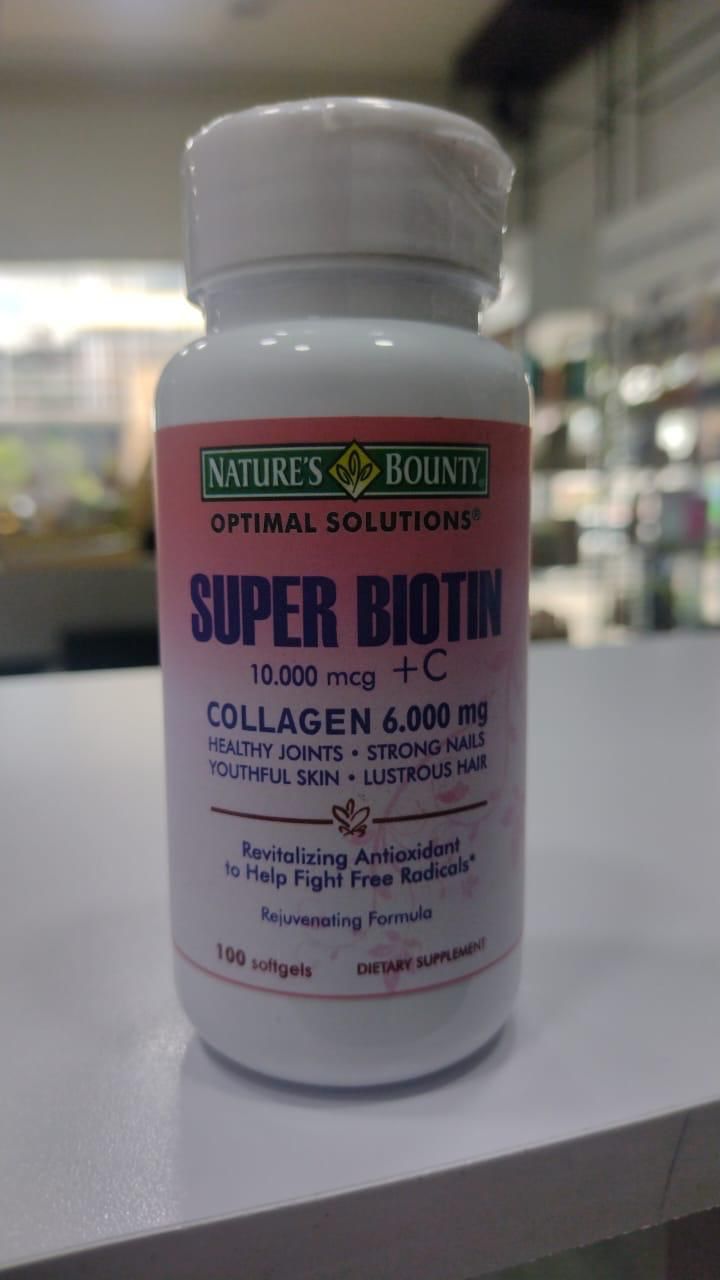 NATURE'S BOUNTY
OPTIMAL SOLUTIONS®
SUPER BIOTIN
10.000 mcg +C
COLLAGEN 6.000 mg
HEALTHY JOINTS • STRONG NAILS
YOUTHFUL SKIN • LUSTROUS HAIR
Revitalizing Antioxidant
to Help Fight Free Radicals*
Rejuvenating Formula
100 softgels DIETARY SUPPLEMENT